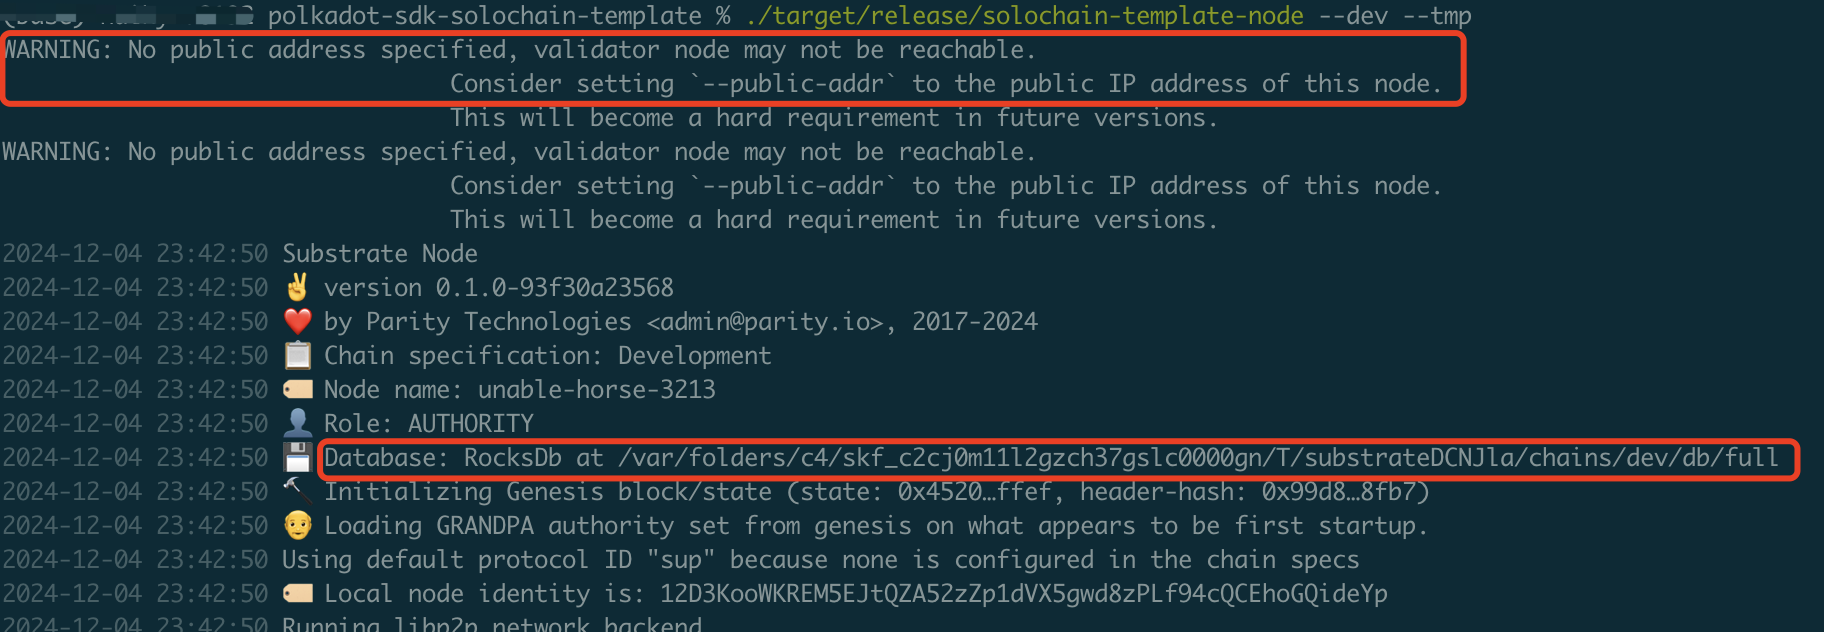 polkadot-sdk-solochain-template % ./target/release/solochain-template-node --dev --tmp
WARNING: No public address specified, validator node may not be reachable.
Consider setting `--public-addr` to the public IP address of this node.
This will become a hard requirement in future versions.
WARNING: No public address specified, validator node may not be reachable.
Consider setting `--public-addr` to the public IP address of this node.
This will become a hard requirement in future versions.
2024-12-04 23:42:50 Substrate Node
2024-12-04 23:42:50 ✌️ version 0.1.0-93f30a23568
2024-12-04 23:42:50 ❤️ by Parity Technologies <admin@parity.io>, 2017-2024
2024-12-04 23:42:50 📋 Chain specification: Development
2024-12-04 23:42:50 🏷 Node name: unable-horse-3213
2024-12-04 23:42:50 👤 Role: AUTHORITY
2024-12-04 23:42:50 💾 Database: RocksDb at /var/folders/c4/skf_c2cj0m11l2gzch37gslc0000gn/T/substrateDCNJla/chains/dev/db/full
2024-12-04 23:42:50 🔨 Initializing Genesis block/state (state: 0x4520…ffef, header-hash: 0x99d8…8fb7)
2024-12-04 23:42:50 👴 Loading GRANDPA authority set from genesis on what appears to be first startup.
2024-12-04 23:42:50 Using default protocol ID "sup" because none is configured in the chain specs
2024-12-04 23:42:50 🏷 Local node identity is: 12D3KooWKREM5EJtQZA52zZp1dVX5gwd8zPLf94cQCEhoGQideYp
2024-12-04 23:42:50 Running libp2p network backend